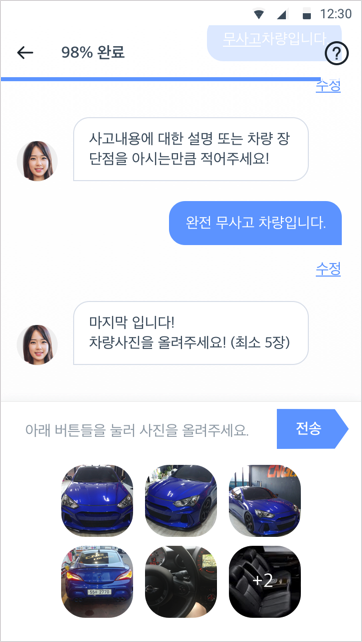 12:30
98% 완료
무사고차량입니다
?
수정
사고내용에 대한 설명 또는 차량 장
단점을 아시는만큼 적어주세요!
완전 무사고 차량입니다.
수정
마지막 입니다!
차량사진을 올려주세요! (최소 5장)
아래 버튼들을 눌러 사진을 올려주세요.
전송
+2